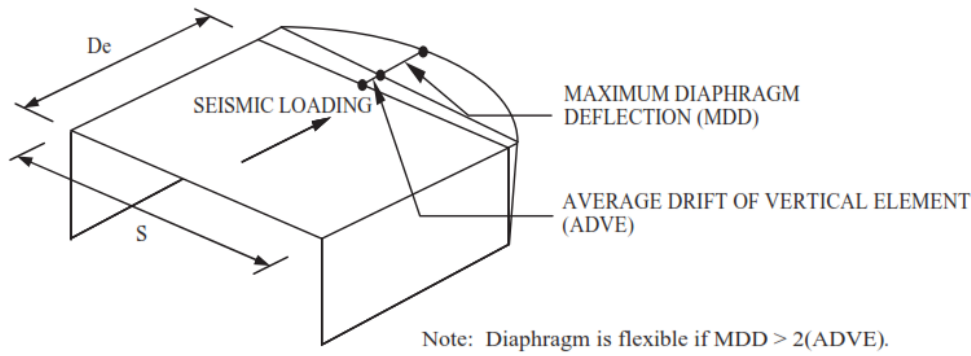 De
SEISMIC LOADING
MAXIMUM DIAPHRAGM
DEFLECTION (MDD)
AVERAGE DRIFT OF VERTICAL ELEMENT
(ADVE)
S
Note: Diaphragm is flexible if MDD > 2(ADVE).